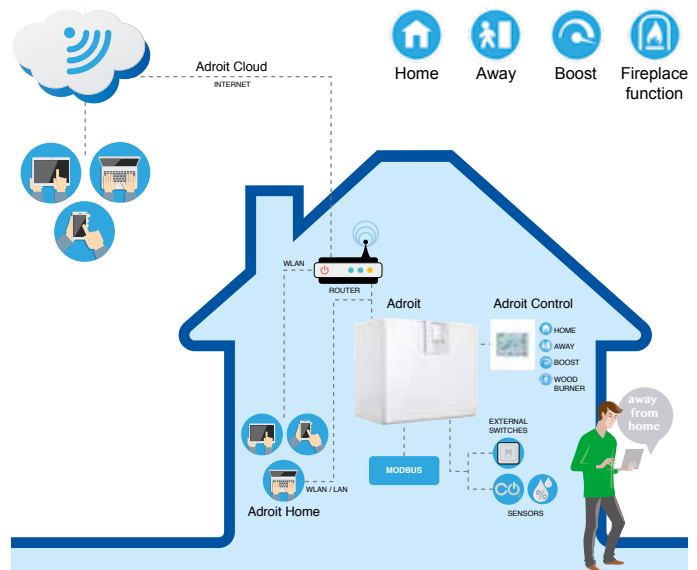 Adroit Cloud
INTERNET
Home
Away
Boost
Fireplace
function
WLAN
ROUTER
Adroit
Adroit Control
HOME
AWAY
BOOST
WOOD
BURNER
away
from
home
EXTERNAL
SWITCHES
MODBUS
WLAN / LAN
%
SENSORS
Adroit Home